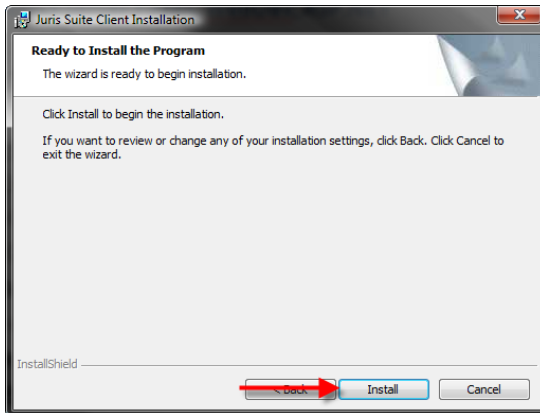 Juris Suite Client Installation
Ready to Install the Program
The wizard is ready to begin installation.
Click Install to begin the installation.
If you want to review or change any of your installation settings, click Back. Click Cancel to
exit the wizard.
InstallShield
< Back Install Cancel